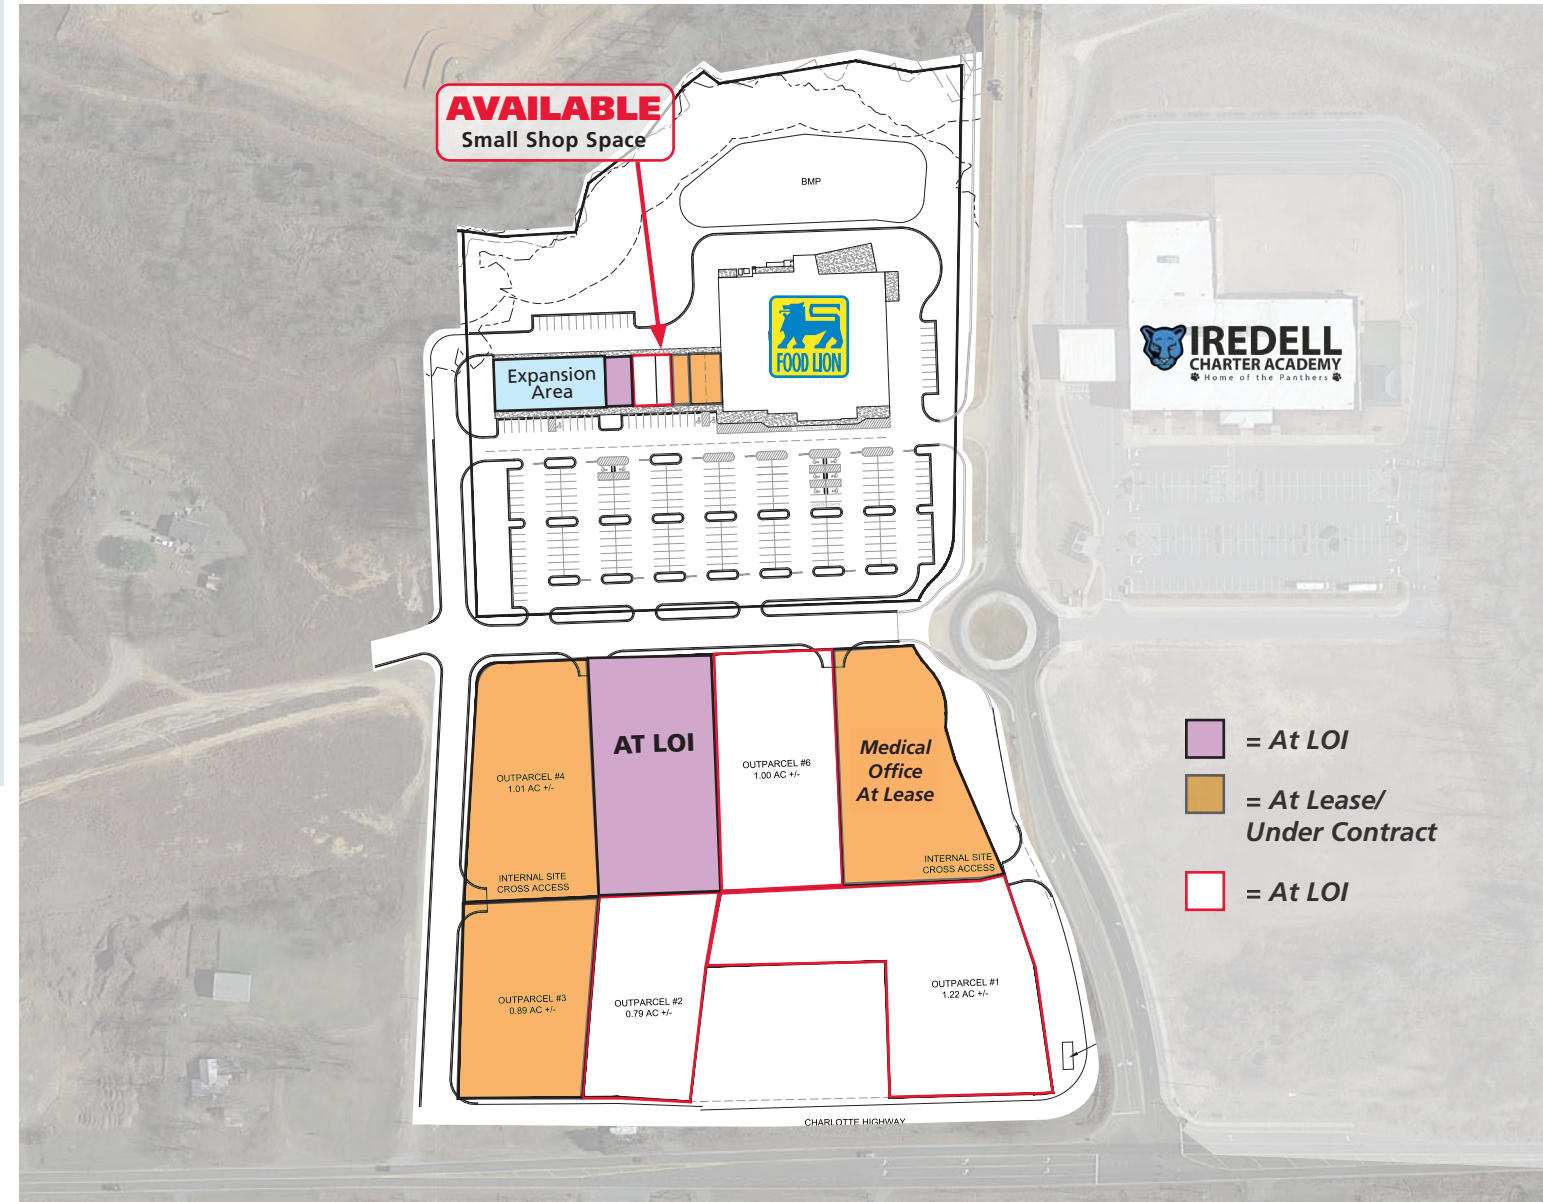 AVAILABLE
Small Shop Space
BMP
FOOD LION
Expansion
Area
IREDELL
CHARTER ACADEMY
Home of the Panthers
AT LOI
OUTPARCEL #4
1.01 AC +/-
INTERNAL SITE
CROSS ACCESS
OUTPARCEL #6
1.00 AC +/-
Medical
Office
At Lease
INTERNAL SITE
CROSS ACCESS
= At LOI
= At Lease/
Under Contract
= At LOI
OUTPARCEL #3
0.89 AC +/-
OUTPARCEL #2
0.79 AC +/-
OUTPARCEL #1
1.22 AC +/-
CHARLOTTE HIGHWAY